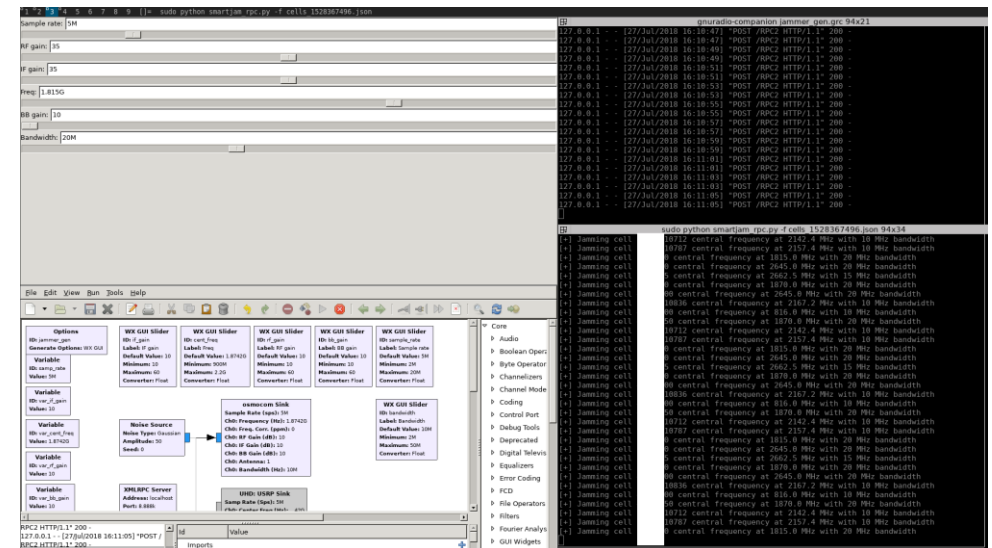 1 2 3 4 5 6 7 8 9 []= sudo python smartjam_rpc.py -f cells_1528367496.json
Sample rate: 5M
RF gain: 35
IF gain: 35
Freq: 1.815G
BB gain: 10
Bandwidth: 20M
File Edit View Run Tools Help
Options
ID: jammer_gen
Generate Options: WX GUI
Variable
ID: samp_rate
Value: 5M
Variable
ID: var_if_gain
Value: 10
Variable
ID: var_cent_freq
Value: 1.8742G
Variable
ID: var_rf_gain
Value: 10
Variable
ID: var_bb_gain
Value: 10
WX GUI Slider
ID: if_gain
Label: IF gain
Default Value: 10
Minimum: 10
Maximum: 60
Converter: Float
WX GUI Slider
ID: cent_freq
Label: Freq
Default Value: 1.8742G
Minimum: 900M
Maximum: 2.2G
Converter: Float
WX GUI Slider
ID: rf_gain
Label: RF gain
Default Value: 10
Minimum: 10
Maximum: 60
Converter: Float
WX GUI Slider
ID: bb_gain
Label: BB gain
Default Value: 10
Minimum: 10
Maximum: 60
Converter: Float
WX GUI Slider
ID: sample_rate
Label: Sample rate
Default Value: 5M
Minimum: 2M
Maximum: 20M
Converter: Float
Noise Source
Noise Type: Gaussian
Amplitude: 50
Seed: 0
osmocom Sink
Sample Rate (sps): 5M
Ch0: Frequency (Hz): 1.8742G
Ch0: Freq. Corr. (ppm): 0
Ch0: RF Gain (dB): 10
Ch0: IF Gain (dB): 10
Ch0: BB Gain (dB): 10
Ch0: Antenna: 1
Ch0: Bandwidth (Hz): 10M
WX GUI Slider
ID: bandwidth
Label: Bandwidth
Default Value: 10M
Minimum: 2M
Maximum: 50M
Converter: Float
XMLRPC Server
Address: localhost
Port: 8.888k
UHD: USRP Sink
Samp Rate (Sps): 5M
Core
Audio
Boolean Opera
Byte Operator
Channelizers
Channel Mode
Coding
Control Port
Debug Tools
Deprecated
Digital Televis
Equalizers
Error Coding
FCD
File Operators
Filters
Fourier Analys
GUI Widgets
RPC2 HTTP/1.1" 200 -
127.0.0.1 - - [27/Jul/2018 16:11:05] "POST /
RPC2 HTTP/1.1" 200 -
Id Value
Imports
gnuradio-companion jammer_gen.grc 94x21
127.0.0.1 - - [27/Jul/2018 16:10:47] "POST /RPC2 HTTP/1.1" 200 -
127.0.0.1 - - [27/Jul/2018 16:10:47] "POST /RPC2 HTTP/1.1" 200 -
127.0.0.1 - - [27/Jul/2018 16:10:49] "POST /RPC2 HTTP/1.1" 200 -
127.0.0.1 - - [27/Jul/2018 16:10:49] "POST /RPC2 HTTP/1.1" 200 -
127.0.0.1 - - [27/Jul/2018 16:10:51] "POST /RPC2 HTTP/1.1" 200 -
127.0.0.1 - - [27/Jul/2018 16:10:51] "POST /RPC2 HTTP/1.1" 200 -
127.0.0.1 - - [27/Jul/2018 16:10:53] "POST /RPC2 HTTP/1.1" 200 -
127.0.0.1 - - [27/Jul/2018 16:10:53] "POST /RPC2 HTTP/1.1" 200 -
127.0.0.1 - - [27/Jul/2018 16:10:55] "POST /RPC2 HTTP/1.1" 200 -
127.0.0.1 - - [27/Jul/2018 16:10:55] "POST /RPC2 HTTP/1.1" 200 -
127.0.0.1 - - [27/Jul/2018 16:10:57] "POST /RPC2 HTTP/1.1" 200 -
127.0.0.1 - - [27/Jul/2018 16:10:57] "POST /RPC2 HTTP/1.1" 200 -
127.0.0.1 - - [27/Jul/2018 16:10:59] "POST /RPC2 HTTP/1.1" 200 -
127.0.0.1 - - [27/Jul/2018 16:10:59] "POST /RPC2 HTTP/1.1" 200 -
127.0.0.1 - - [27/Jul/2018 16:11:01] "POST /RPC2 HTTP/1.1" 200 -
127.0.0.1 - - [27/Jul/2018 16:11:01] "POST /RPC2 HTTP/1.1" 200 -
127.0.0.1 - - [27/Jul/2018 16:11:03] "POST /RPC2 HTTP/1.1" 200 -
127.0.0.1 - - [27/Jul/2018 16:11:03] "POST /RPC2 HTTP/1.1" 200 -
127.0.0.1 - - [27/Jul/2018 16:11:05] "POST /RPC2 HTTP/1.1" 200 -
127.0.0.1 - - [27/Jul/2018 16:11:05] "POST /RPC2 HTTP/1.1" 200 -
sudo python smartjam_rpc.py -f cells_1528367496.json 94x34
[+] Jamming cell 10712 central frequency at 2142.4 MHz with 10 MHz bandwidth
[+] Jamming cell 10787 central frequency at 2157.4 MHz with 10 MHz bandwidth
[+] Jamming cell 0 central frequency at 1815.0 MHz with 20 MHz bandwidth
[+] Jamming cell 0 central frequency at 2645.0 MHz with 20 MHz bandwidth
[+] Jamming cell 5 central frequency at 2662.5 MHz with 15 MHz bandwidth
[+] Jamming cell 0 central frequency at 1870.0 MHz with 20 MHz bandwidth
[+] Jamming cell 00 central frequency at 2645.0 MHz with 20 MHz bandwidth
[+] Jamming cell 10836 central frequency at 2167.2 MHz with 10 MHz bandwidth
[+] Jamming cell 00 central frequency at 816.0 MHz with 10 MHz bandwidth
[+] Jamming cell 50 central frequency at 1870.0 MHz with 20 MHz bandwidth
[+] Jamming cell 10712 central frequency at 2142.4 MHz with 10 MHz bandwidth
[+] Jamming cell 10787 central frequency at 2157.4 MHz with 10 MHz bandwidth
[+] Jamming cell 0 central frequency at 1815.0 MHz with 20 MHz bandwidth
[+] Jamming cell 0 central frequency at 2645.0 MHz with 20 MHz bandwidth
[+] Jamming cell 5 central frequency at 2662.5 MHz with 15 MHz bandwidth
[+] Jamming cell 0 central frequency at 1870.0 MHz with 20 MHz bandwidth
[+] Jamming cell 00 central frequency at 2645.0 MHz with 20 MHz bandwidth
[+] Jamming cell 10836 central frequency at 2167.2 MHz with 10 MHz bandwidth
[+] Jamming cell 00 central frequency at 816.0 MHz with 10 MHz bandwidth
[+] Jamming cell 50 central frequency at 1870.0 MHz with 20 MHz bandwidth
[+] Jamming cell 10712 central frequency at 2142.4 MHz with 10 MHz bandwidth
[+] Jamming cell 10787 central frequency at 2157.4 MHz with 10 MHz bandwidth
[+] Jamming cell 0 central frequency at 1815.0 MHz with 20 MHz bandwidth
[+] Jamming cell 0 central frequency at 2645.0 MHz with 20 MHz bandwidth
[+] Jamming cell 5 central frequency at 2662.5 MHz with 15 MHz bandwidth
[+] Jamming cell 0 central frequency at 1870.0 MHz with 20 MHz bandwidth
[+] Jamming cell 00 central frequency at 2645.0 MHz with 20 MHz bandwidth
[+] Jamming cell 10836 central frequency at 2167.2 MHz with 10 MHz bandwidth
[+] Jamming cell 00 central frequency at 816.0 MHz with 10 MHz bandwidth
[+] Jamming cell 50 central frequency at 1870.0 MHz with 20 MHz bandwidth
[+] Jamming cell 10712 central frequency at 2142.4 MHz with 10 MHz bandwidth
[+] Jamming cell 10787 central frequency at 2157.4 MHz with 10 MHz bandwidth
[+] Jamming cell 0 central frequency at 1815.0 MHz with 20 MHz bandwidth